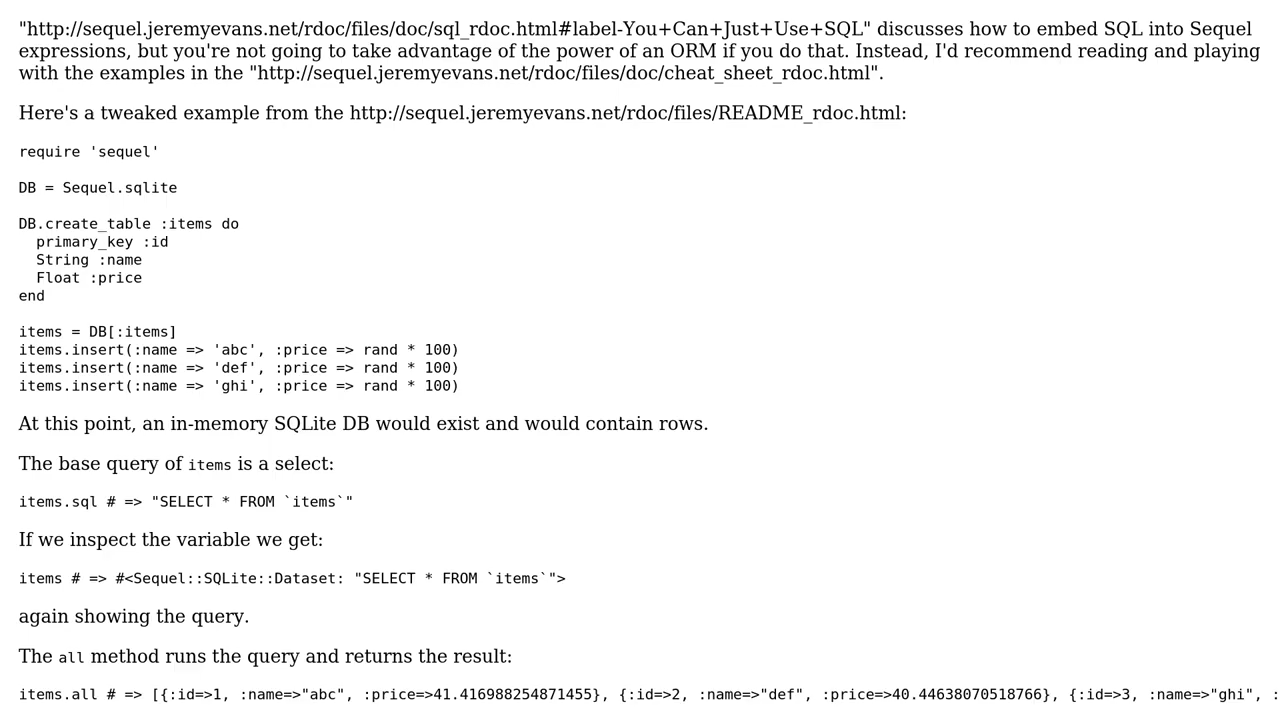 "http://sequel.jeremyevans.net/rdoc/files/doc/sql_rdoc.html#label-You+Can+Just+Use+SQL" discusses how to embed SQL into Sequel
expressions, but you're not going to take advantage of the power of an ORM if you do that. Instead, I'd recommend reading and playing
with the examples in the "http://sequel.jeremyevans.net/rdoc/files/doc/cheat_sheet_rdoc.html".
Here's a tweaked example from the http://sequel.jeremyevans.net/rdoc/files/README_rdoc.html:
require 'sequel'
DB = Sequel.sqlite
DB.create_table :items do
  primary_key :id
  String :name
  Float :price
end
items = DB[:items]
items.insert(:name => 'abc', :price => rand * 100)
items.insert(:name => 'def', :price => rand * 100)
items.insert(:name => 'ghi', :price => rand * 100)
At this point, an in-memory SQLite DB would exist and would contain rows.
The base query of items is a select:
items.sql # => "SELECT * FROM `items`"
If we inspect the variable we get:
items # => #<Sequel::SQLite::Dataset: "SELECT * FROM `items`">
again showing the query.
The all method runs the query and returns the result:
items.all # => [{:id=>1, :name=>"abc", :price=>41.416988254871455}, {:id=>2, :name=>"def", :price=>40.44638070518766}, {:id=>3, :name=>"ghi", :